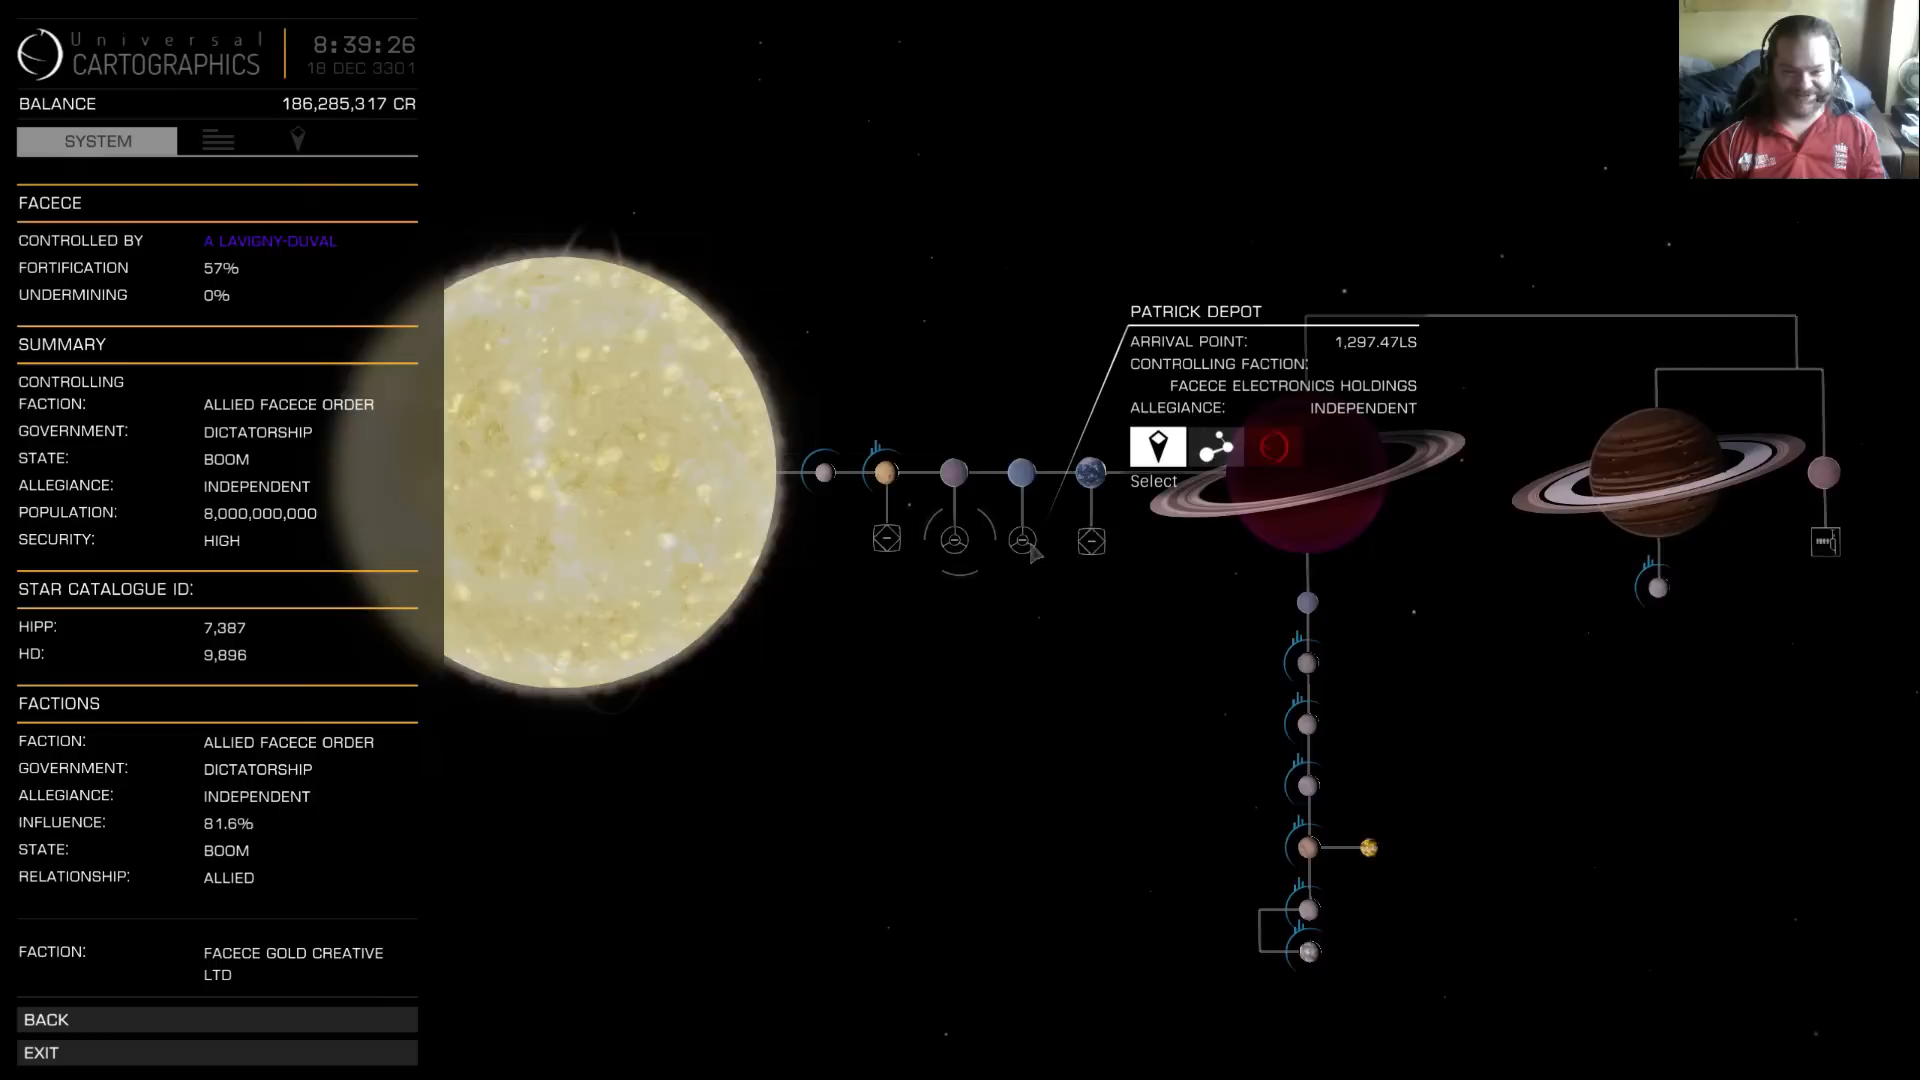 Universal
CARTOGRAPHICS
8:39:26
18 DEC 3301
BALANCE 186,285,317 CR
SYSTEM
FACECE
CONTROLLED BY A LAVIGNY-DUVAL
FORTIFICATION 57%
UNDERMINING 0%
SUMMARY
CONTROLLING
FACTION: ALLIED FACECE ORDER
GOVERNMENT: DICTATORSHIP
STATE: BOOM
ALLEGIANCE: INDEPENDENT
POPULATION: 8,000,000,000
SECURITY: HIGH
STAR CATALOGUE ID:
HIPP: 7,387
HD: 9,896
FACTIONS
FACTION: ALLIED FACECE ORDER
GOVERNMENT: DICTATORSHIP
ALLEGIANCE: INDEPENDENT
INFLUENCE: 81.6%
STATE: BOOM
RELATIONSHIP: ALLIED
FACTION: FACECE GOLD CREATIVE
LTD
BACK
EXIT
PATRICK DEPOT
ARRIVAL POINT: 1,297.47LS
CONTROLLING FACTION:
FACECE ELECTRONICS HOLDINGS
ALLEGIANCE: INDEPENDENT
Select